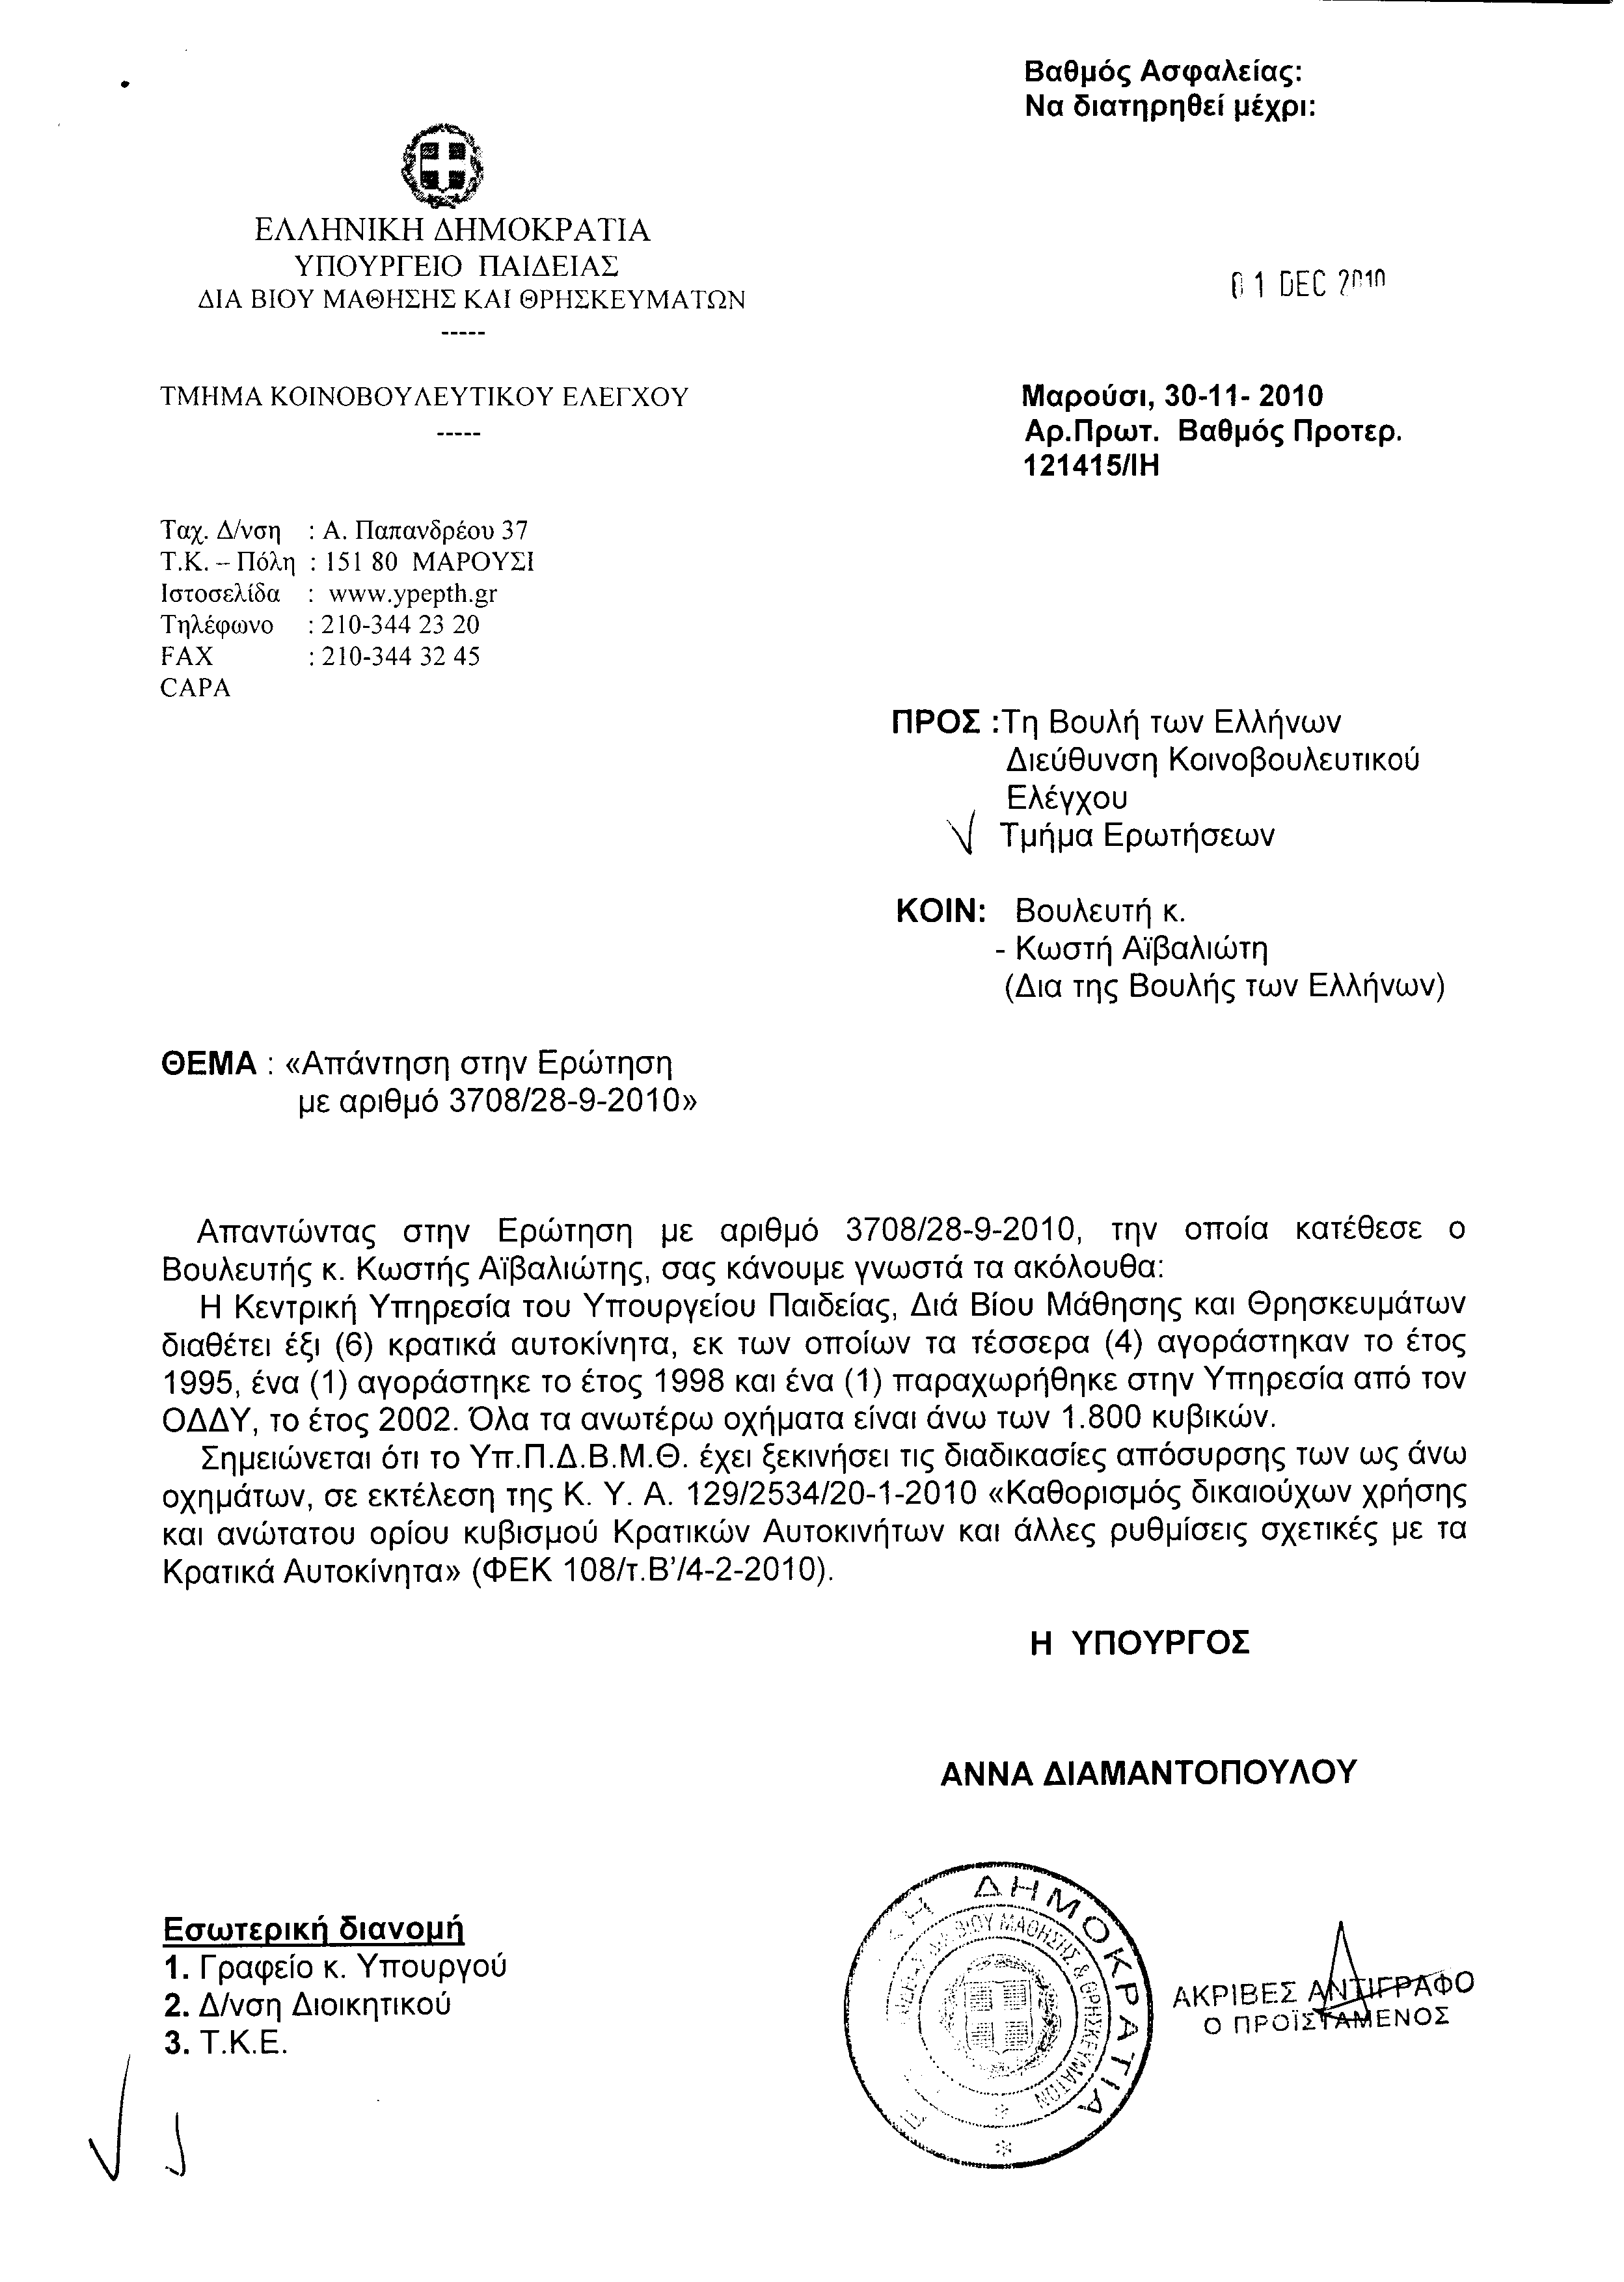 Βαθμός Ασφαλείας:
Να διατηρηθεί μέχρι:
ΕΛΛΗΝΙΚΗ ΔΗΜΟΚΡΑΤΙΑ
ΥΠΟΥΡΓΕΙΟ ΠΑΙΔΕΙΑΣ
ΔΙΑ ΒΙΟΥ ΜΑΘΗΣΗΣ ΚΑΙ ΘΡΗΣΚΕΥΜΑΤΩΝ
-----
01 DEC 2010
ΤΜΗΜΑ ΚΟΙΝΟΒΟΥΛΕΥΤΙΚΟΥ ΕΛΕΓΧΟΥ
-----
Μαρούσι, 30-11- 2010
Αρ.Πρωτ. Βαθμός Προτερ.
121415/ΙΗ
Ταχ. Δ/νση : Α. Παπανδρέου 37
Τ.Κ. – Πόλη : 151 80 ΜΑΡΟΥΣΙ
Ιστοσελίδα : www.ypepth.gr
Τηλέφωνο : 210-344 23 20
FAX : 210-344 32 45
CAPA
ΠΡΟΣ :Τη Βουλή των Ελλήνων
Διεύθυνση Κοινοβουλευτικού
Ελέγχου
Τμήμα Ερωτήσεων
ΚΟΙΝ: Βουλευτή κ.
- Κωστή Αϊβαλιώτη
(Δια της Βουλής των Ελλήνων)
ΘΕΜΑ : «Απάντηση στην Ερώτηση
με αριθμό 3708/28-9-2010»
Απαντώντας στην Ερώτηση με αριθμό 3708/28-9-2010, την οποία κατέθεσε ο
Βουλευτής κ. Κωστής Αϊβαλιώτης, σας κάνουμε γνωστά τα ακόλουθα:
Η Κεντρική Υπηρεσία του Υπουργείου Παιδείας, Διά Βίου Μάθησης και Θρησκευμάτων
διαθέτει έξι (6) κρατικά αυτοκίνητα, εκ των οποίων τα τέσσερα (4) αγοράστηκαν το έτος
1995, ένα (1) αγοράστηκε το έτος 1998 και ένα (1) παραχωρήθηκε στην Υπηρεσία από τον
ΟΔΔΥ, το έτος 2002. Όλα τα ανωτέρω οχήματα είναι άνω των 1.800 κυβικών.
Σημειώνεται ότι το Υπ.Π.Δ.Β.Μ.Θ. έχει ξεκινήσει τις διαδικασίες απόσυρσης των ως άνω
οχημάτων, σε εκτέλεση της Κ. Υ. Α. 129/2534/20-1-2010 «Καθορισμός δικαιούχων χρήσης
και ανώτατου ορίου κυβισμού Κρατικών Αυτοκινήτων και άλλες ρυθμίσεις σχετικές με τα
Κρατικά Αυτοκίνητα» (ΦΕΚ 108/τ.Β’/4-2-2010).
Η ΥΠΟΥΡΓΟΣ
ΑΝΝΑ ΔΙΑΜΑΝΤΟΠΟΥΛΟΥ
Εσωτερική διανομή
1. Γραφείο κ. Υπουργού
2. Δ/νση Διοικητικού
3. Τ.Κ.Ε.
ΔΗΜΟΚΡΑΤΙΑ
ΒΙΟΥ ΜΑΘΗΣΗΣ & ΘΡΗΣΚΕΥΜΑΤΩΝ
ΑΚΡΙΒΕΣ ΑΝΤΙΓΡΑΦΟ
Ο ΠΡΟΪΣΤΑΜΕΝΟΣ